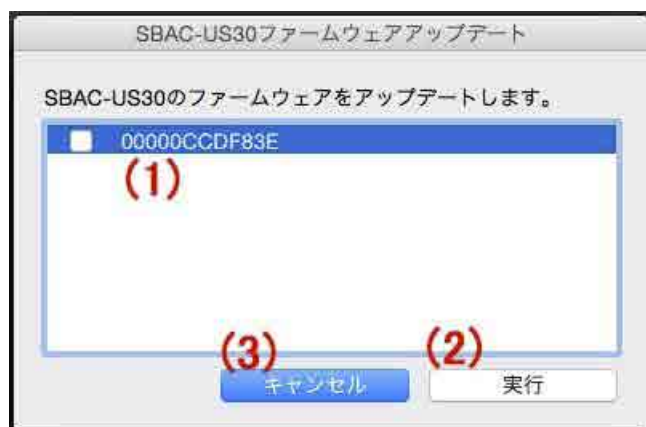 SBAC-US30ファームウェアアップデート
SBAC-US30のファームウェアをアップデートします。
00000CCDF83E
(1)
(3)
(2)
キャンセル
実行